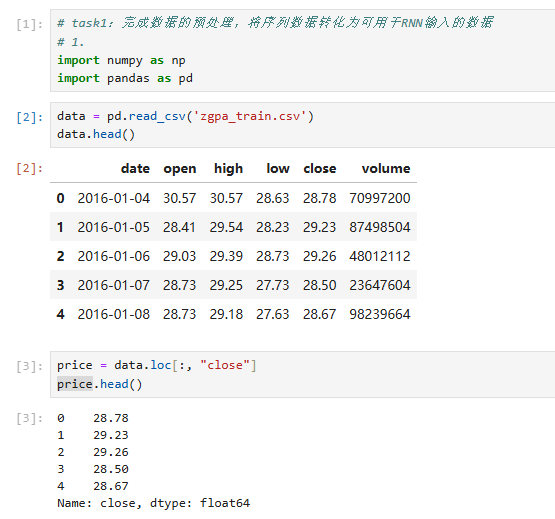 [1]: # task1: 完成数据的预处理，将序列数据转化为可用于RNN输入的数据
# 1.
import numpy as np
import pandas as pd
[2]: data = pd.read_csv('zgpa_train.csv')
data.head()
[2]: date open high low close volume
0 2016-01-04 30.57 30.57 28.63 28.78 70997200
1 2016-01-05 28.41 29.54 28.23 29.23 87498504
2 2016-01-06 29.03 29.39 28.73 29.26 48012112
3 2016-01-07 28.73 29.25 27.73 28.50 23647604
4 2016-01-08 28.73 29.18 27.63 28.67 98239664
[3]: price = data.loc[:, "close"]
price.head()
[3]: 0 28.78
1 29.23
2 29.26
3 28.50
4 28.67
Name: close, dtype: float64